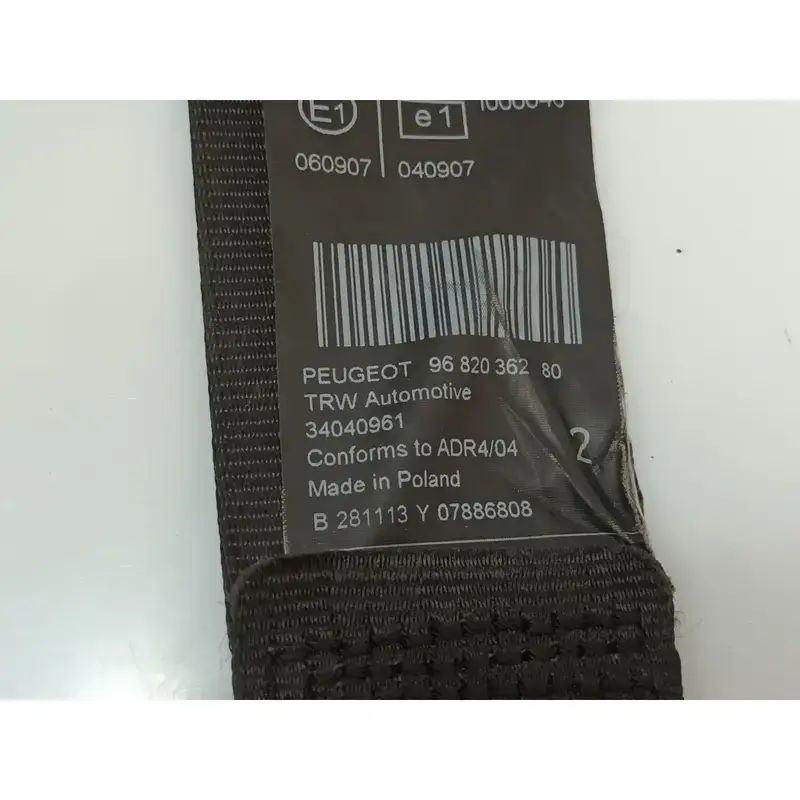 E1 e1
060907 040907
PEUGEOT 96 820 362 80
TRW Automotive
34040961
Conforms to ADR4/04 2
Made in Poland
B 281113 Y 07886808